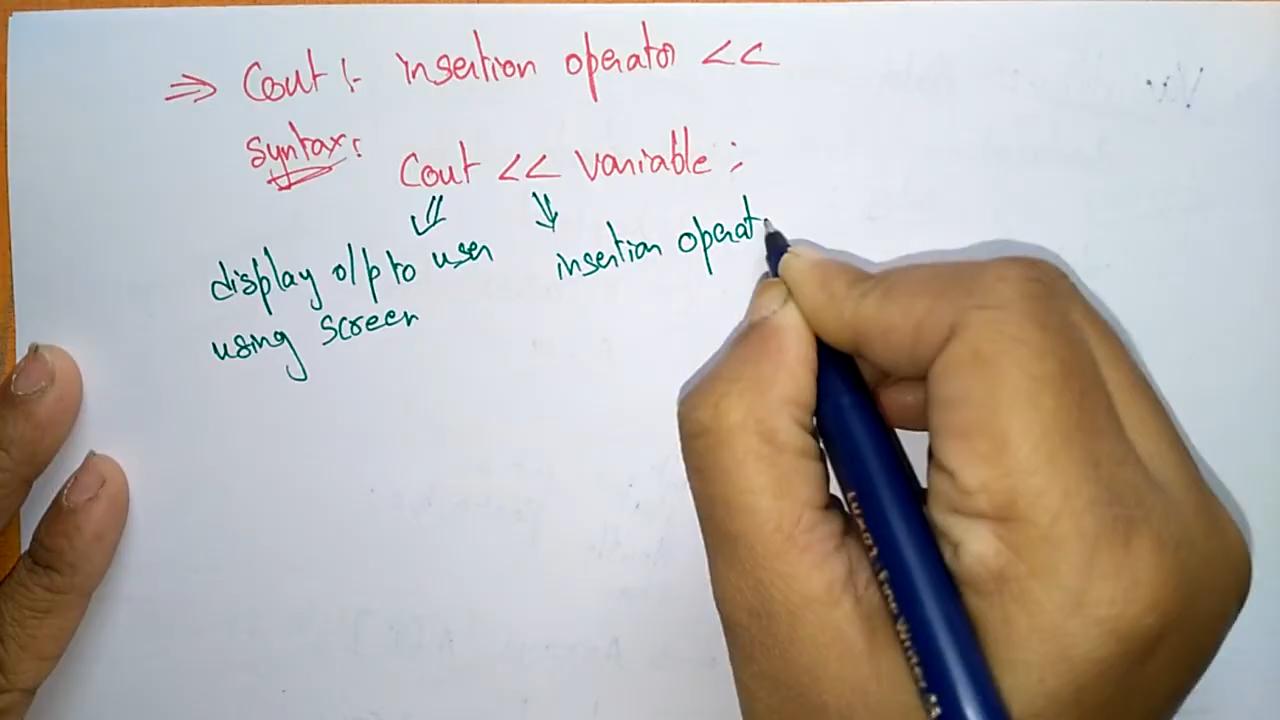 ⇒ Cout :- insertion operator <<
Syntax: Cout << variable ;
display o/p to user
using screen
insertion operat